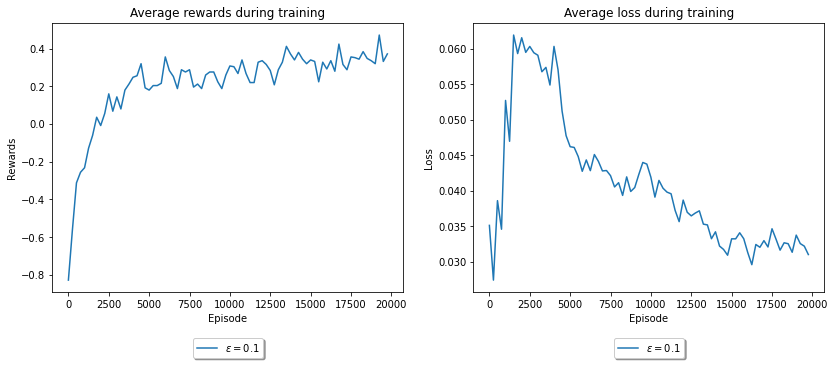 Average rewards during training
Rewards
0.4
0.2
0.0
−0.2
−0.4
−0.6
−0.8
0 2500 5000 7500 10000 12500 15000 17500 20000
Episode
ε = 0.1
Average loss during training
Loss
0.060
0.055
0.050
0.045
0.040
0.035
0.030
0 2500 5000 7500 10000 12500 15000 17500 20000
Episode
ε = 0.1